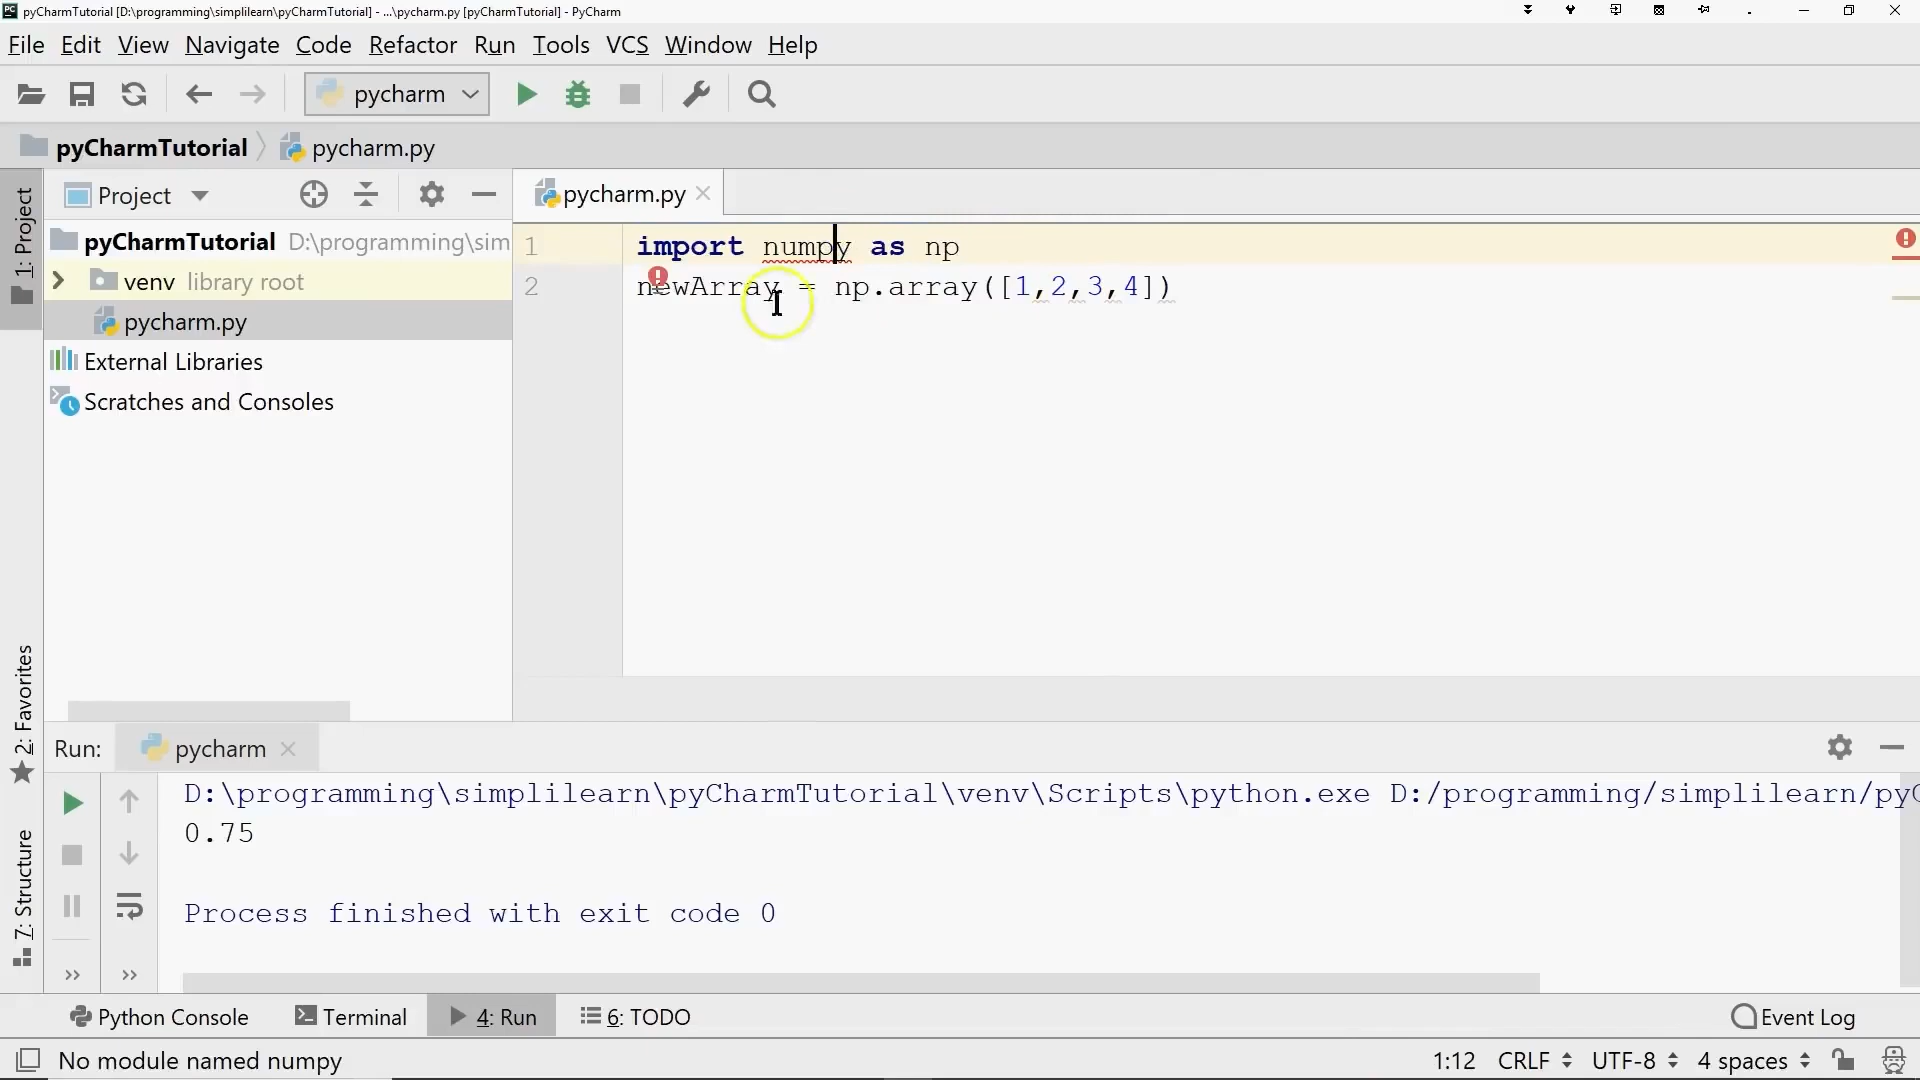 pyCharmTutorial [D:\programming\simplilearn\pyCharmTutorial] - ...\pycharm.py [pyCharmTutorial] - PyCharm
File Edit View Navigate Code Refactor Run Tools VCS Window Help
pycharm
pyCharmTutorial pycharm.py
1: Project
Project
pycharm.py
pyCharmTutorial D:\programming\sim
venv library root
pycharm.py
External Libraries
Scratches and Consoles
1 import numpy as np
2 newArray = np.array([1,2,3,4])
2: Favorites
7: Structure
Run: pycharm
D:\programming\simplilearn\pyCharmTutorial\venv\Scripts\python.exe D:/programming/simplilearn/pyC
0.75
Process finished with exit code 0
Python Console Terminal 4: Run 6: TODO Event Log
No module named numpy 1:12 CRLF UTF-8 4 spaces